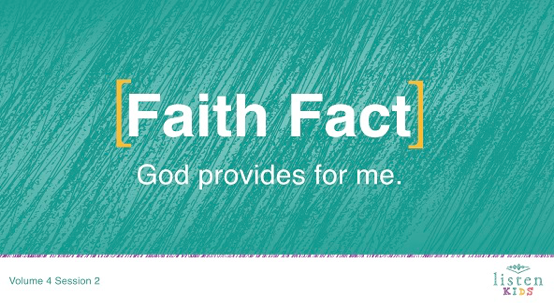 [Faith Fact]
God provides for me.
Volume 4 Session 2
listen
KIDS